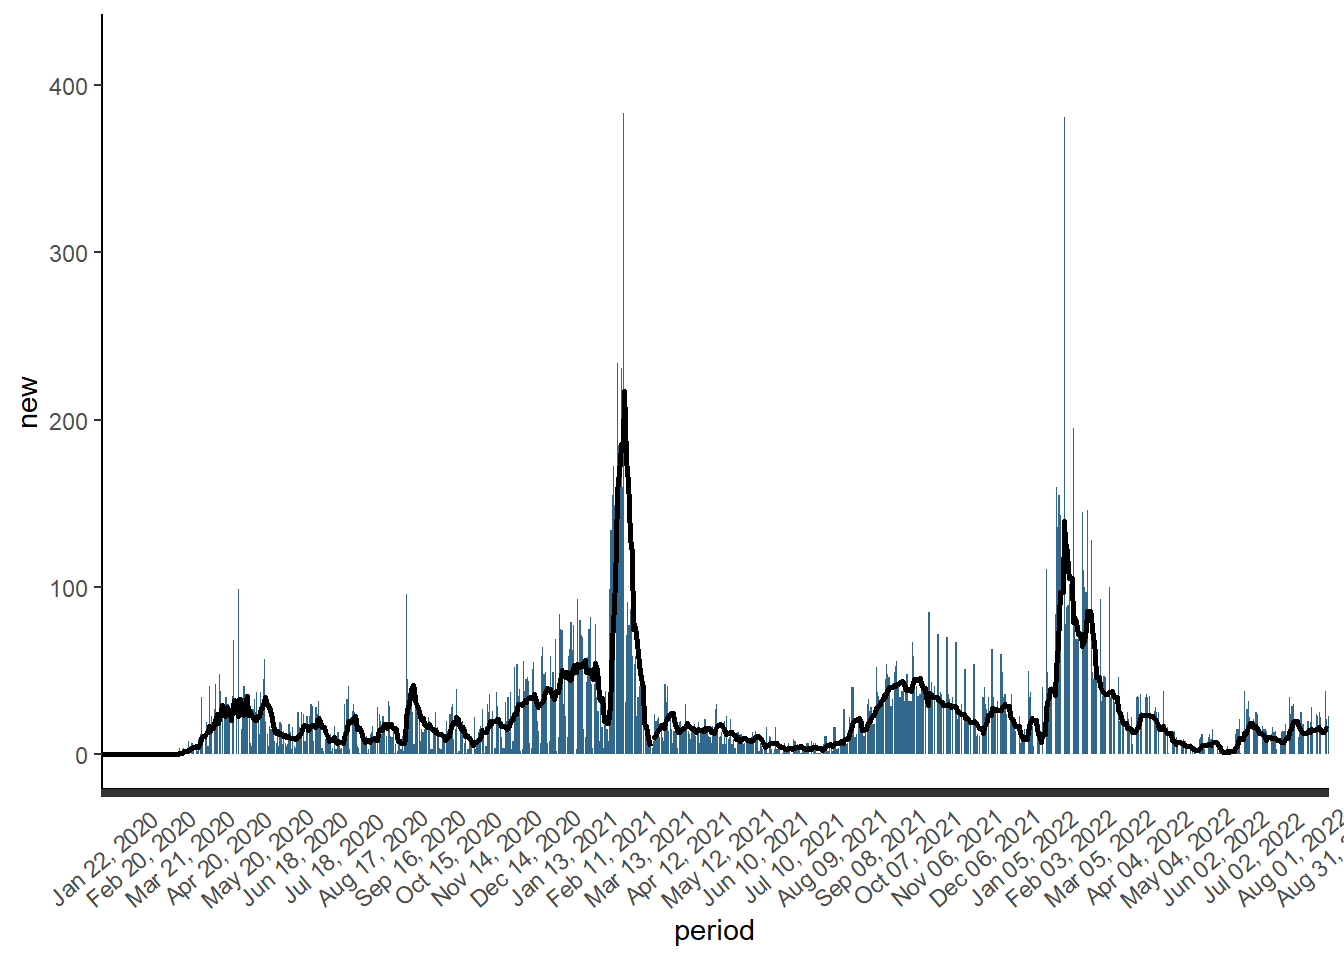 400
300
200
100
0
new
Jan 22, 2020
Feb 20, 2020
Mar 21, 2020
Apr 20, 2020
May 20, 2020
Jun 18, 2020
Jul 18, 2020
Aug 17, 2020
Sep 16, 2020
Oct 15, 2020
Nov 14, 2020
Dec 14, 2020
Jan 13, 2021
Feb 11, 2021
Mar 13, 2021
Apr 12, 2021
May 12, 2021
Jun 10, 2021
Jul 10, 2021
Aug 09, 2021
Sep 08, 2021
Oct 07, 2021
Nov 06, 2021
Dec 06, 2021
Jan 05, 2022
Feb 03, 2022
Mar 05, 2022
Apr 04, 2022
May 04, 2022
Jun 02, 2022
Jul 02, 2022
Aug 01, 2022
Aug 31,
period